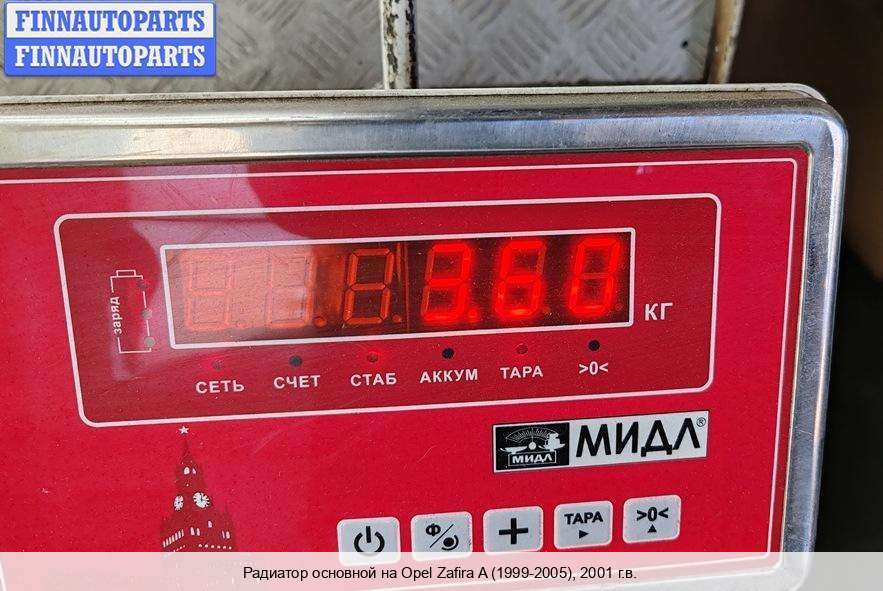 FINNAUTOPARTS
FINNAUTOPARTS
заряд
3.60
КГ
СЕТЬ СЧЕТ СТАБ АККУМ ТАРА >0<
МИДЛ МИДЛ®
Ф + ТАРА >0<
Радиатор основной на Opel Zafira A (1999-2005), 2001 г.в.